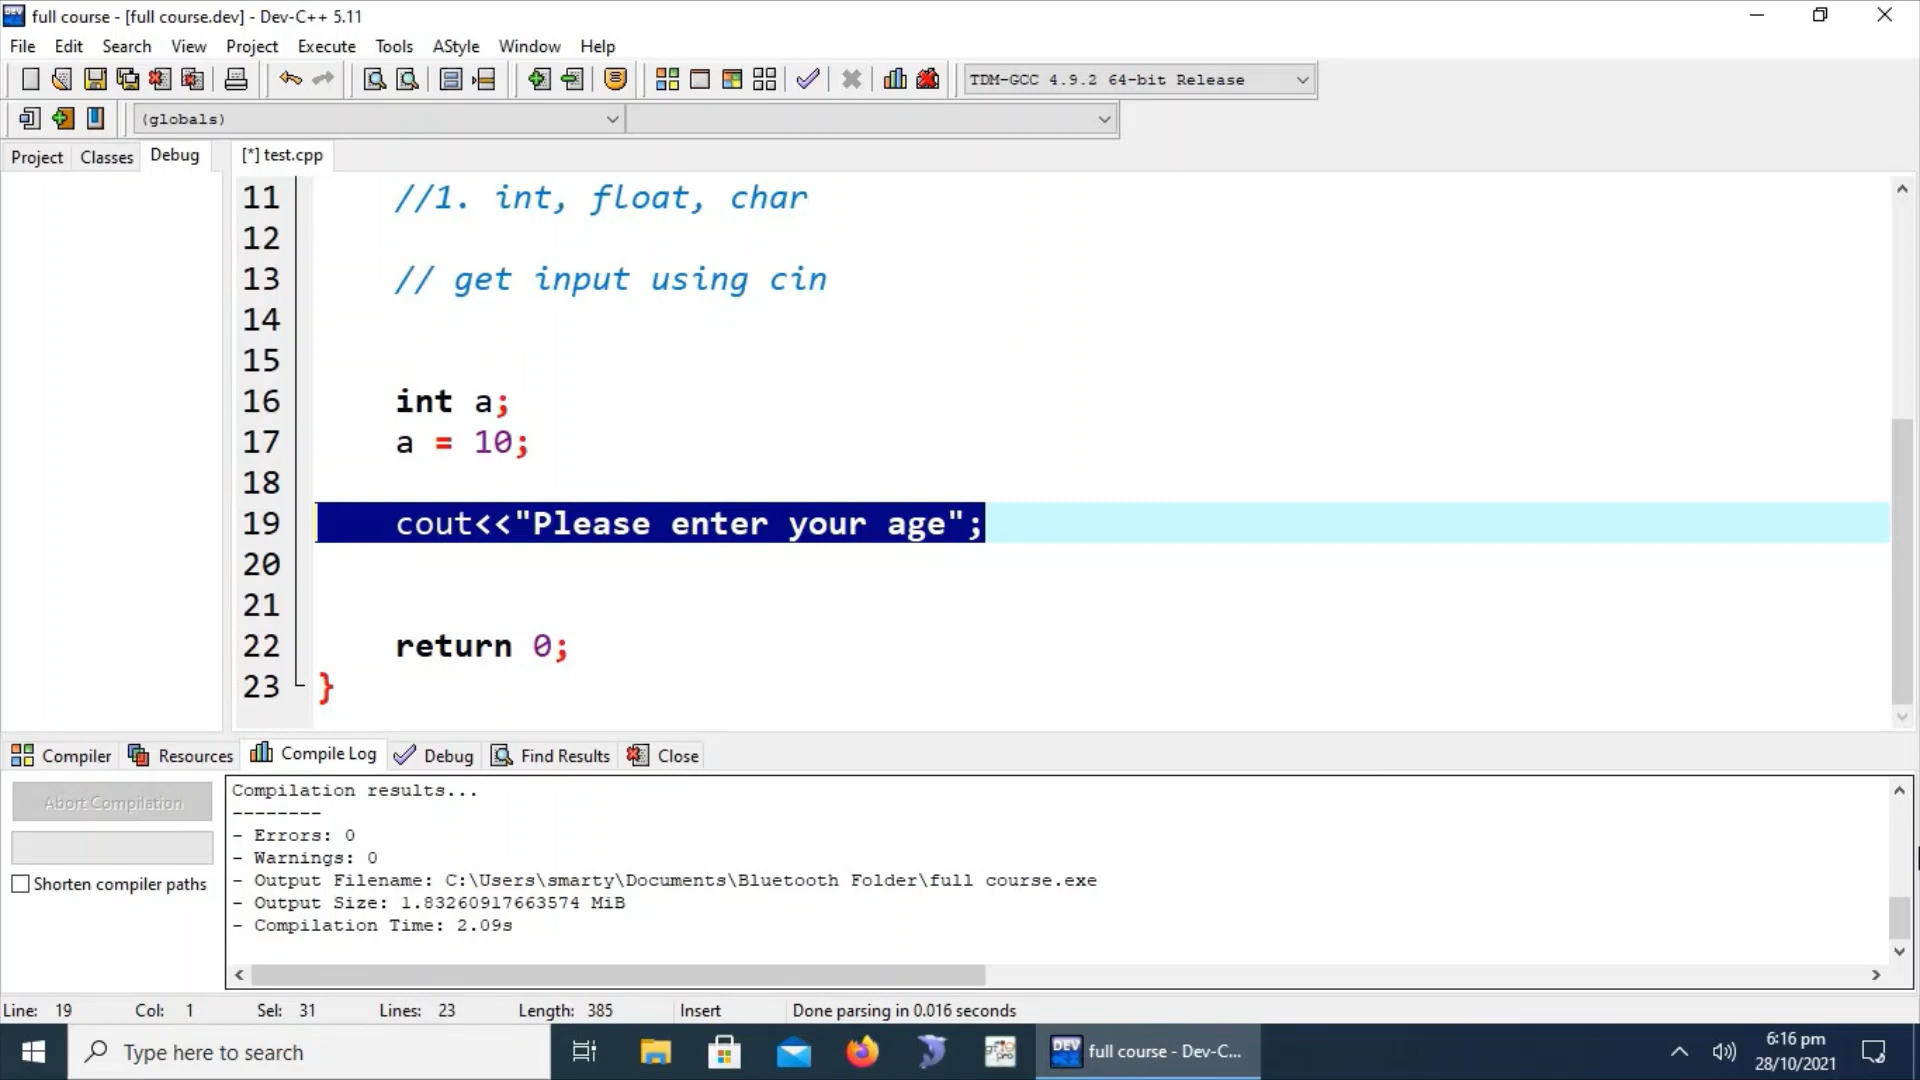 full course - [full course.dev] - Dev-C++ 5.11
File Edit Search View Project Execute Tools AStyle Window Help
TDM-GCC 4.9.2 64-bit Release
(globals)
Project Classes Debug [*] test.cpp
11 //1. int, float, char
12
13 // get input using cin
14
15
16 int a;
17 a = 10;
18
19 cout<<"Please enter your age";
20
21
22 return 0;
23 }
Compiler Resources Compile Log Debug Find Results Close
Abort Compilation
Shorten compiler paths
Compilation results...
--------
- Errors: 0
- Warnings: 0
- Output Filename: C:\Users\smarty\Documents\Bluetooth Folder\full course.exe
- Output Size: 1.83260917663574 MiB
- Compilation Time: 2.09s
Line: 19 Col: 1 Sel: 31 Lines: 23 Length: 385 Insert Done parsing in 0.016 seconds
Type here to search
DEV full course - Dev-C...
6:16 pm
28/10/2021